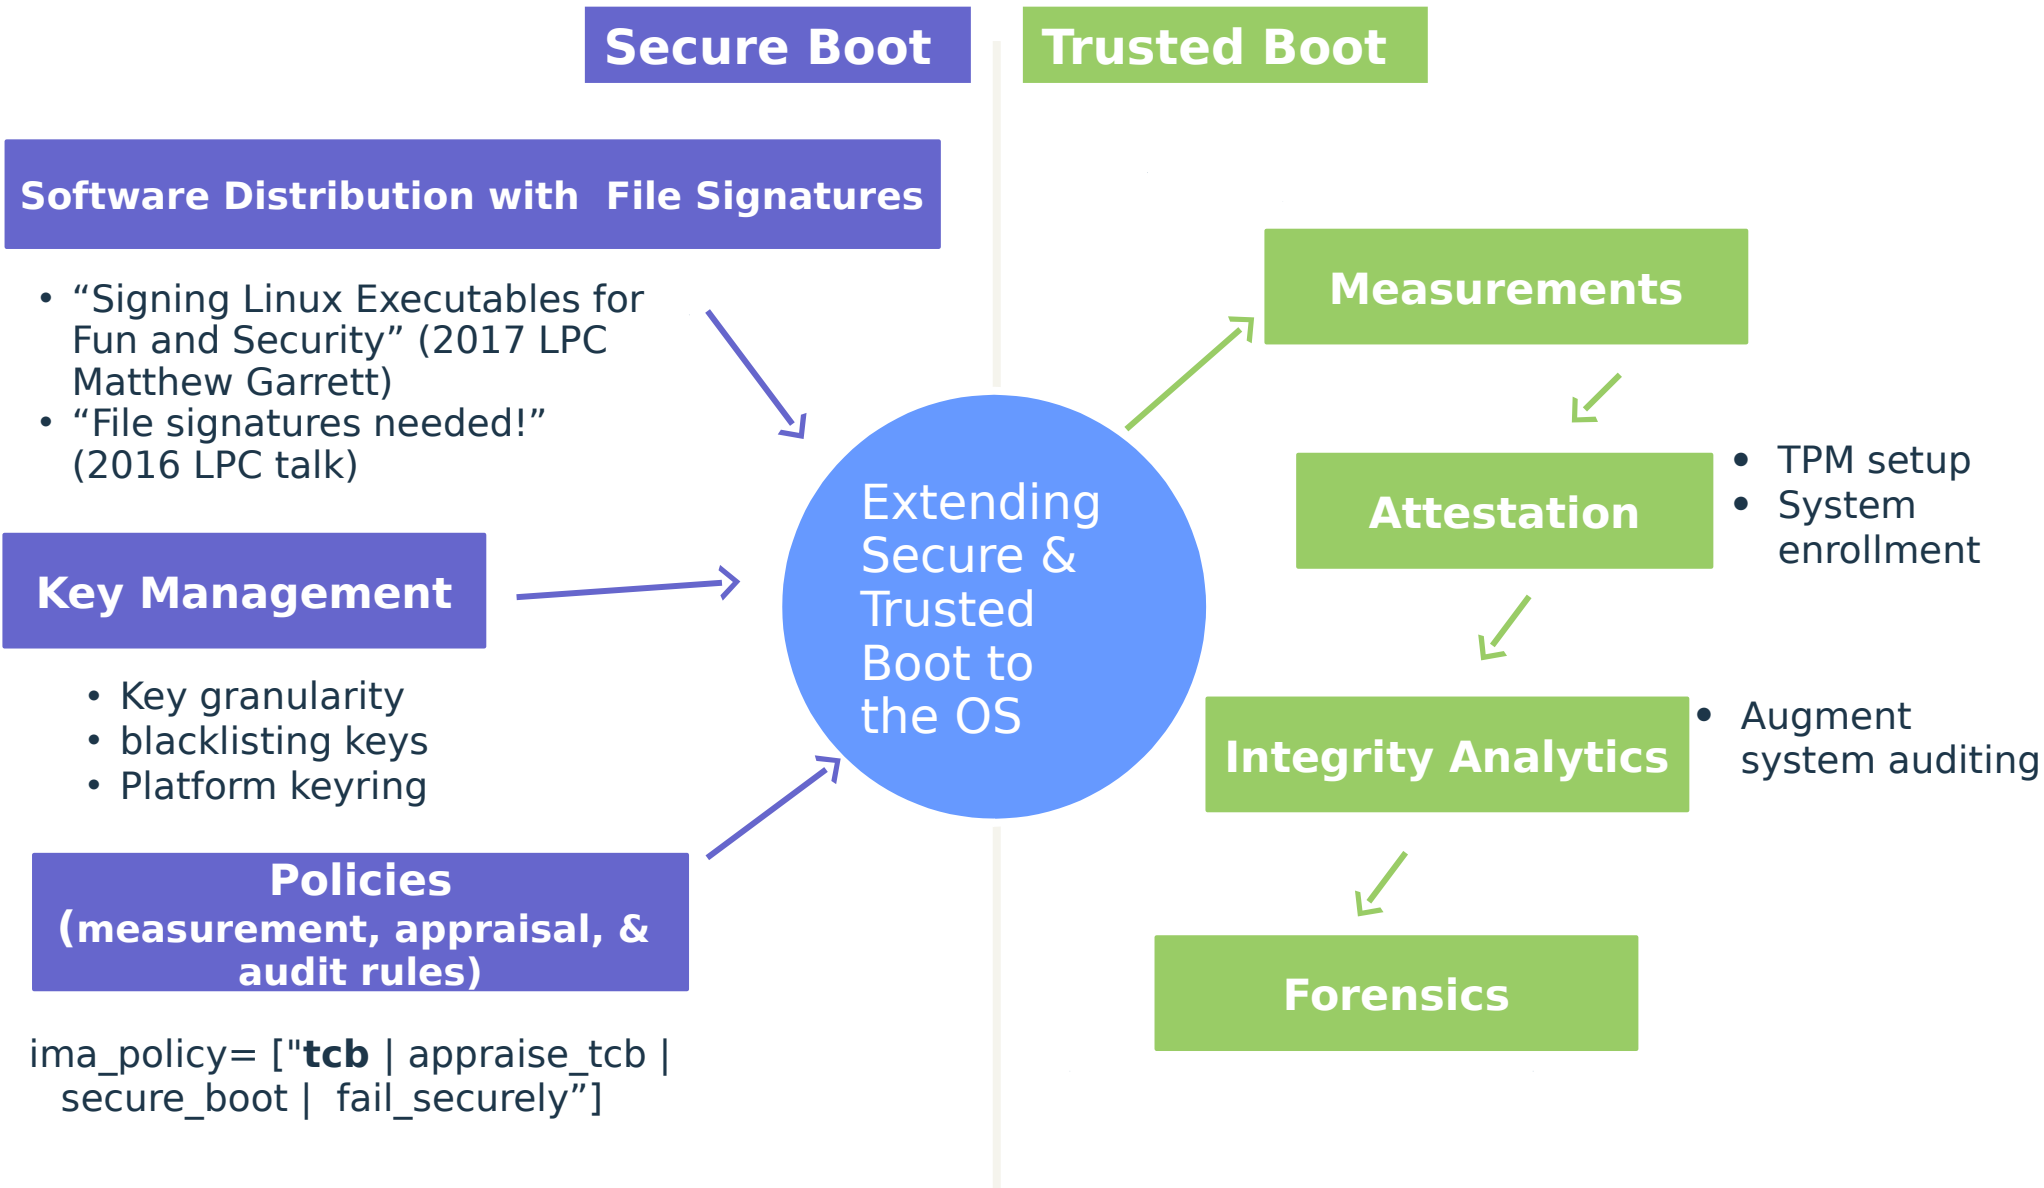 Secure Boot
Trusted Boot
Software Distribution with  File Signatures
• “Signing Linux Executables for
Fun and Security” (2017 LPC
Matthew Garrett)
• “File signatures needed!”
(2016 LPC talk)
Key Management
• Key granularity
• blacklisting keys
• Platform keyring
Policies
(measurement, appraisal, &
audit rules)
ima_policy= ["tcb | appraise_tcb |
secure_boot |  fail_securely”]
Extending
Secure &
Trusted
Boot to
the OS
Measurements
Attestation
• TPM setup
• System
enrollment
Integrity Analytics
• Augment
system auditing
Forensics